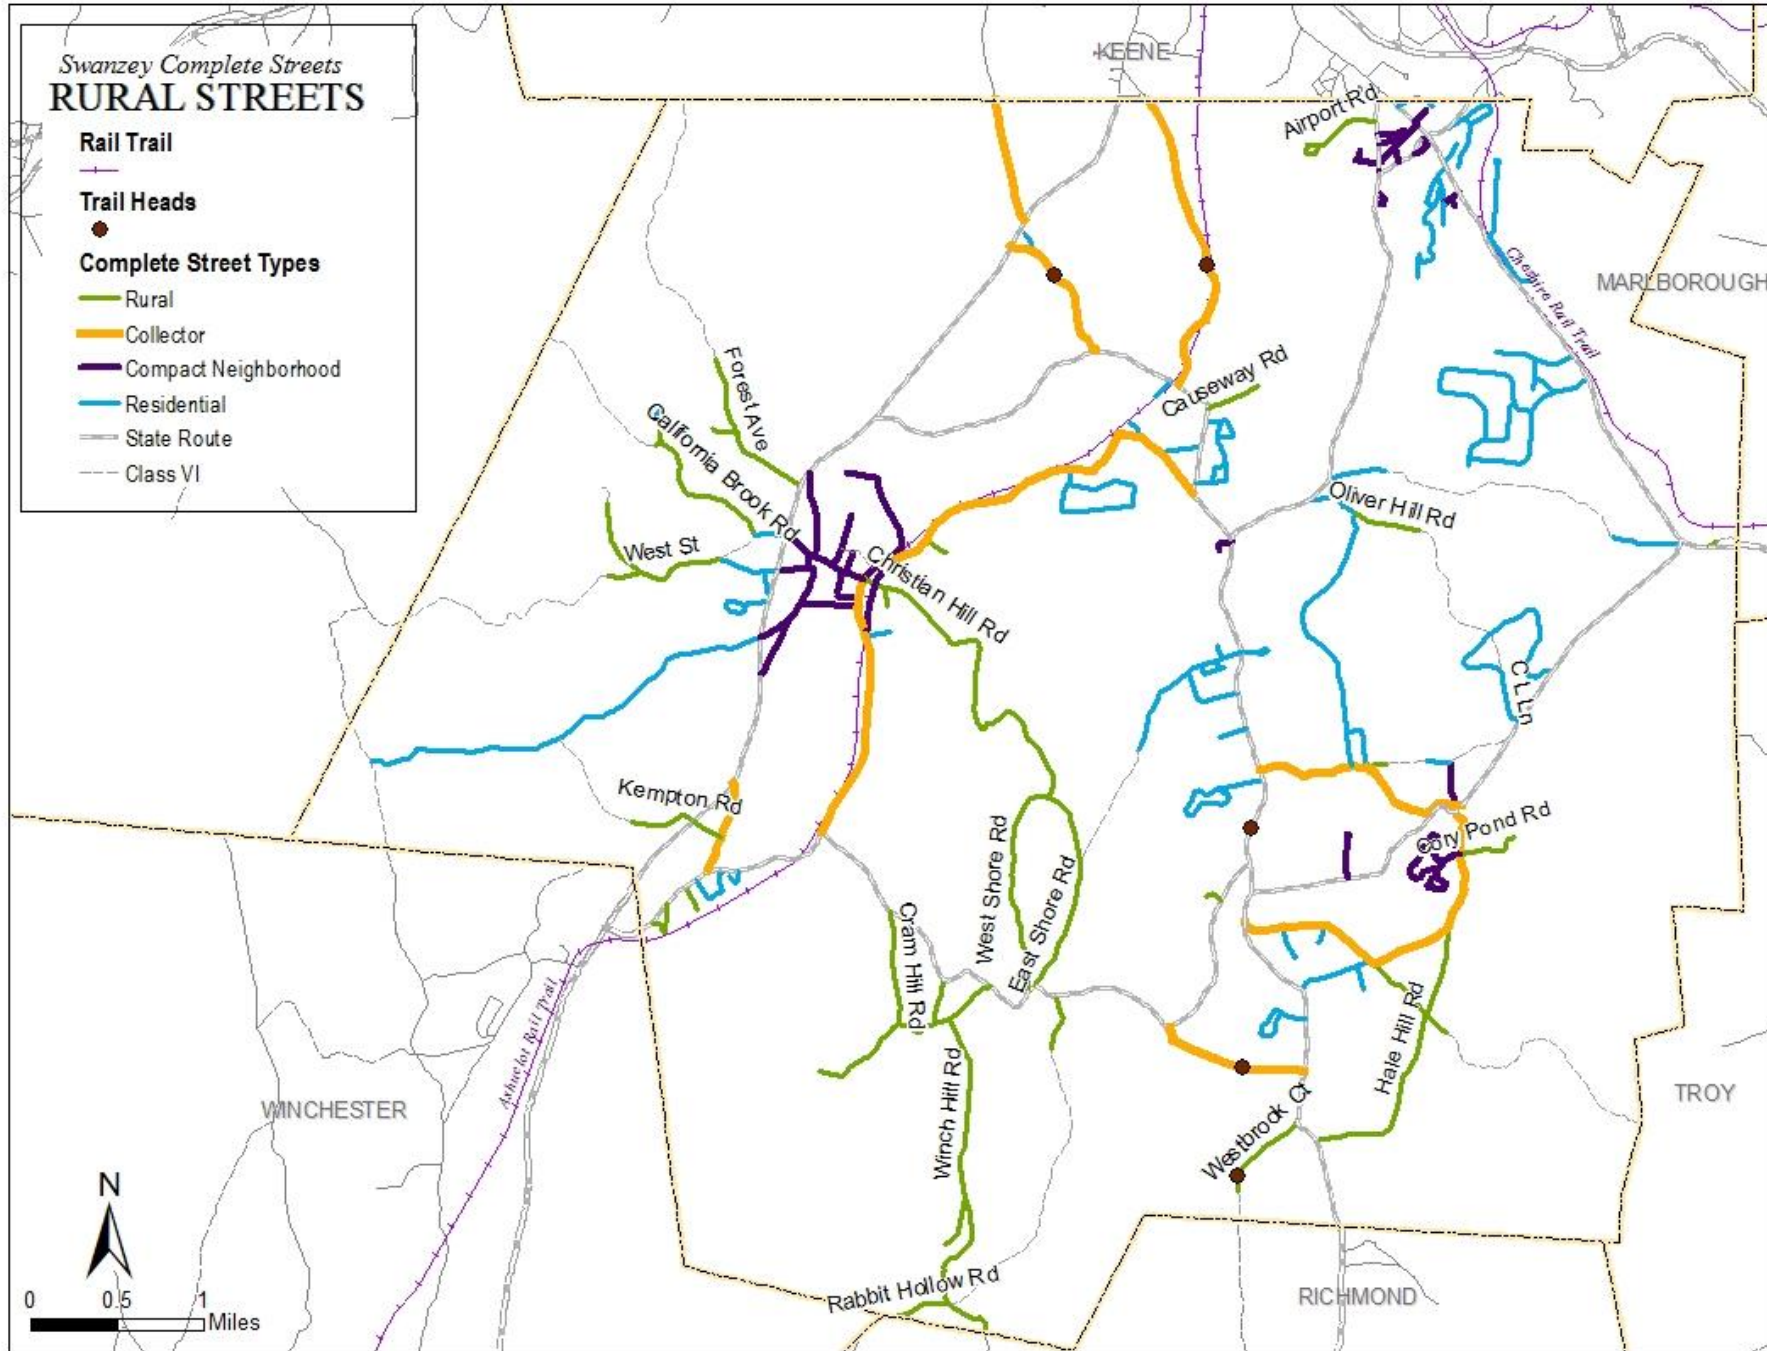 Swanzey Complete Streets
RURAL STREETS
Rail Trail
Trail Heads
Complete Street Types
Rural
Collector
Compact Neighborhood
Residential
State Route
Class VI
KEENE
Airport Rd
MARLBOROUGH
Cheshire Rail Trail
Forest Ave
Causeway Rd
California Brook Rd
Oliver Hill Rd
West St
Christian Hill Rd
C L Ln
Kempton Rd
Cory Pond Rd
West Shore Rd
East Shore Rd
Cram Hill Rd
Hale Hill Rd
Ashuelot Rail Trail
Winch Hill Rd
Westbrook Ct
WINCHESTER
TROY
Rabbit Hollow Rd
RICHMOND
N
0 0.5 1
Miles